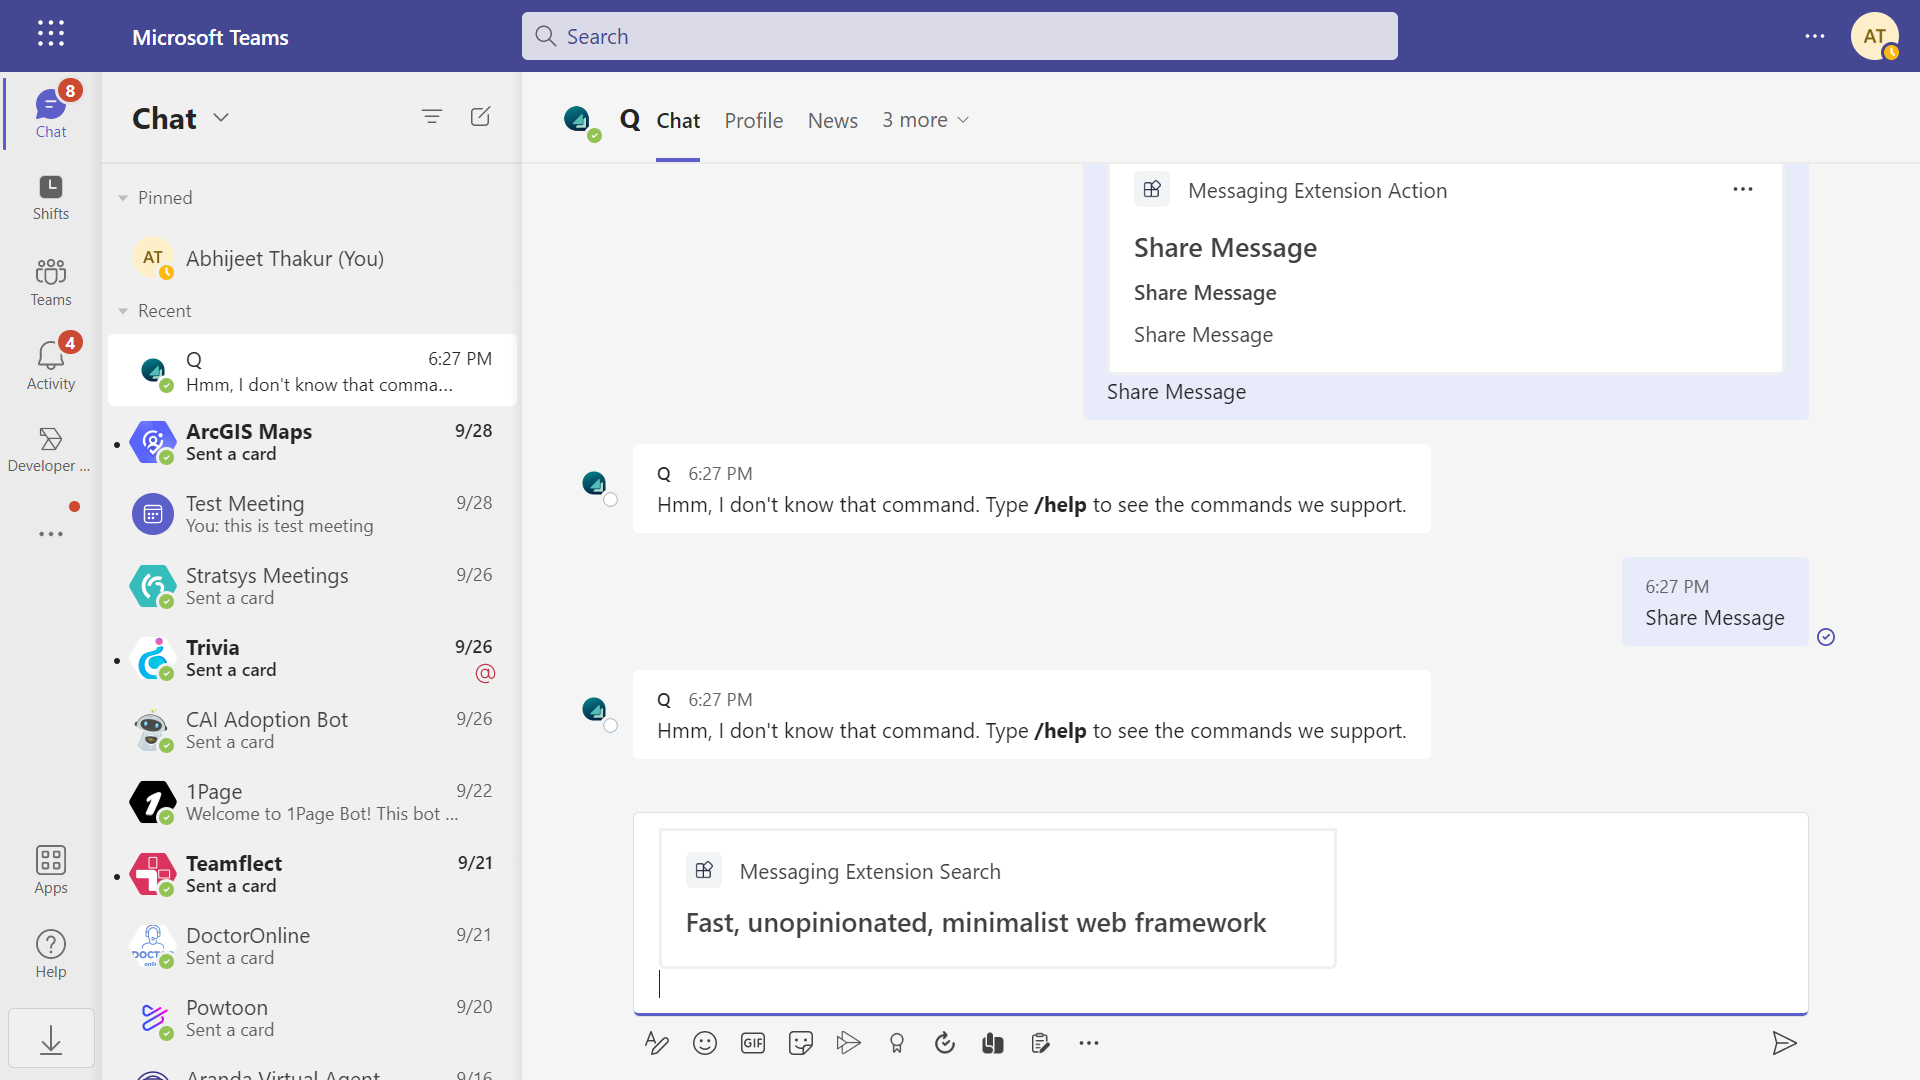 Microsoft Teams
Search
AT
8
Chat
Shifts
Teams
4
Activity
Developer ...
Apps
Help
Chat
Pinned
AT
Abhijeet Thakur (You)
Recent
Q
6:27 PM
Hmm, I don't know that comma...
ArcGIS Maps
9/28
Sent a card
Test Meeting
9/28
You: this is test meeting
Stratsys Meetings
9/26
Sent a card
Trivia
9/26
Sent a card
@
CAI Adoption Bot
9/26
Sent a card
1Page
9/22
Welcome to 1Page Bot! This bot ...
Teamflect
9/21
Sent a card
DoctorOnline
9/21
Sent a card
Powtoon
9/20
Sent a card
Aranda Virtual Agent
9/16
Q
Chat
Profile
News
3 more
Messaging Extension Action
Share Message
Share Message
Share Message
Share Message
Q 6:27 PM
Hmm, I don't know that command. Type /help to see the commands we support.
6:27 PM
Share Message
Q 6:27 PM
Hmm, I don't know that command. Type /help to see the commands we support.
Messaging Extension Search
Fast, unopinionated, minimalist web framework
GIF